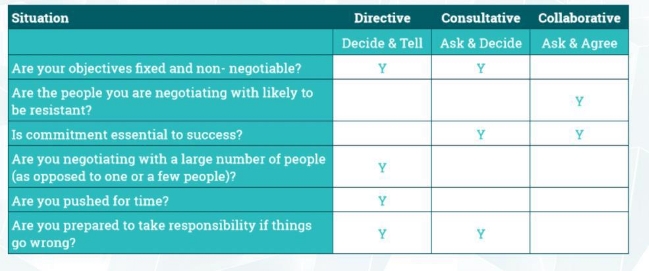 Situation Directive Consultative Collaborative
Decide & Tell Ask & Decide Ask & Agree
Are your objectives fixed and non- negotiable? Y Y
Are the people you are negotiating with likely to
be resistant? Y
Is commitment essential to success? Y Y
Are you negotiating with a large number of people
(as opposed to one or a few people)? Y
Are you pushed for time? Y
Are you prepared to take responsibility if things
go wrong? Y Y